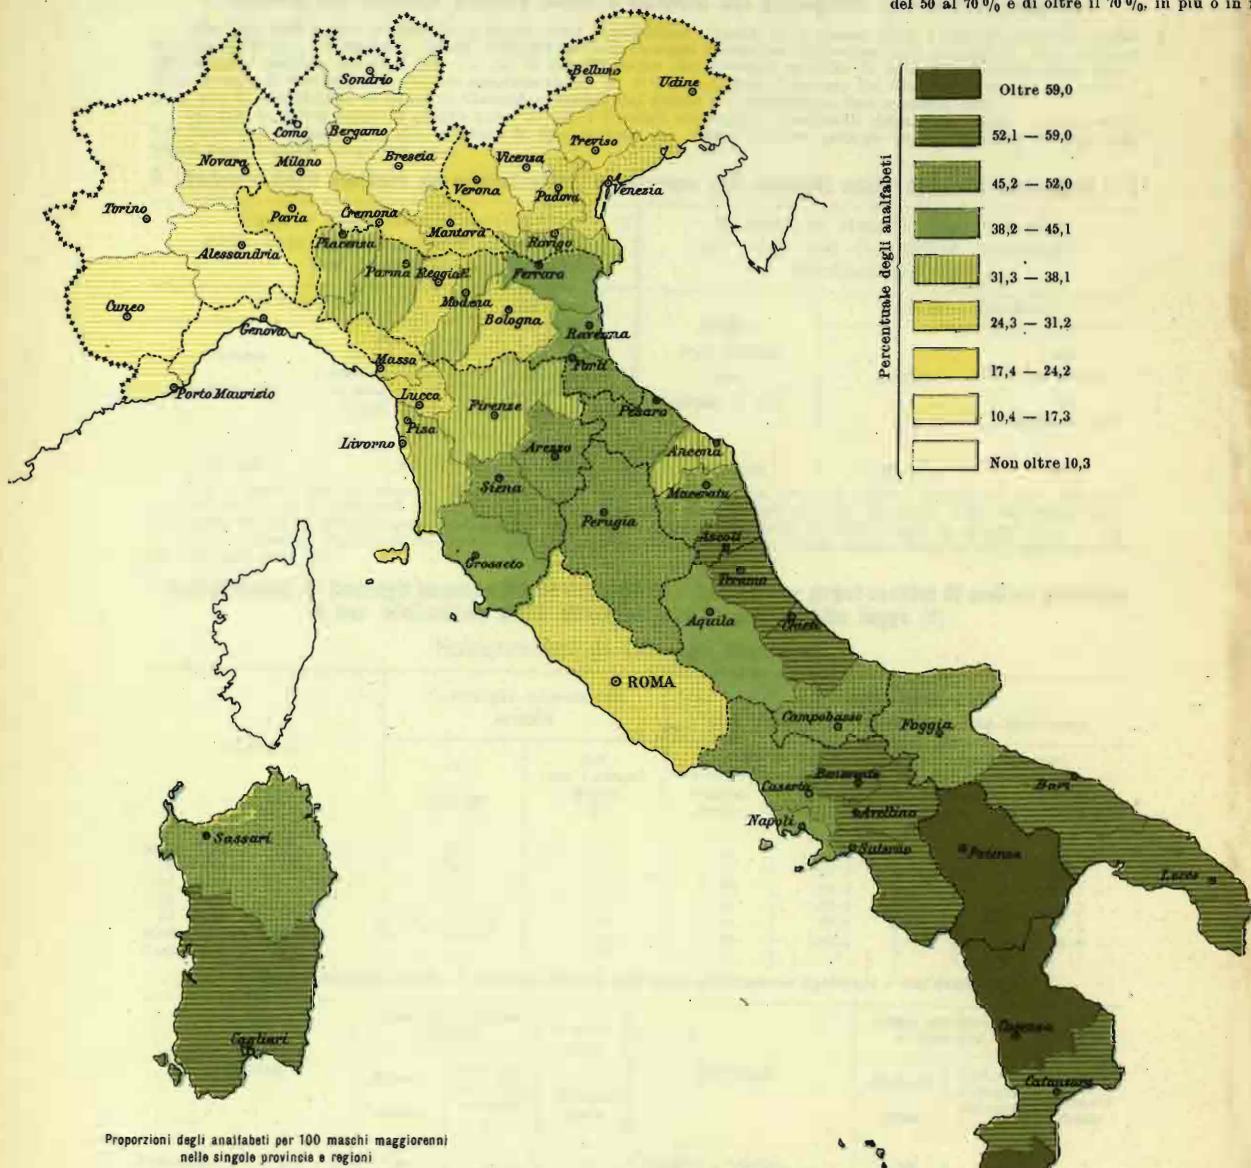 del 50 al 70 % e di oltre il 70 %, in più o in
Percentuale degli analfabeti
Oltre 59,0
52,1 — 59,0
45,2 — 52,0
38,2 — 45,1
31,3 — 38,1
24,3 — 31,2
17,4 — 24,2
10,4 — 17,3
Non oltre 10,3
Sondrio
Belluno
Udine
Como
Bergamo
Treviso
Novara
Milano
Brescia
Vicenza
Verona
Padova
Venezia
Torino
Pavia
Cremona
Mantova
Rovigo
Alessandria
Piacenza
Parma
Reggio E.
Ferrara
Modena
Cuneo
Genova
Bologna
Ravenna
Massa
Forlì
Porto Maurizio
Lucca
Pirenze
Pesaro
Pisa
Livorno
Arezzo
Ancona
Siena
Macerata
Perugia
Ascoli
Grosseto
Teramo
Aquila
Chieti
ROMA
Campobasso
Foggia
Benevento
Caserta
Bari
Napoli
Avellino
Sassari
Salerno
Potenza
Lecce
Cosenza
Cagliari
Catanzaro
Proporzioni degli analfabeti per 100 maschi maggiorenni
nelle singole provincie e regioni